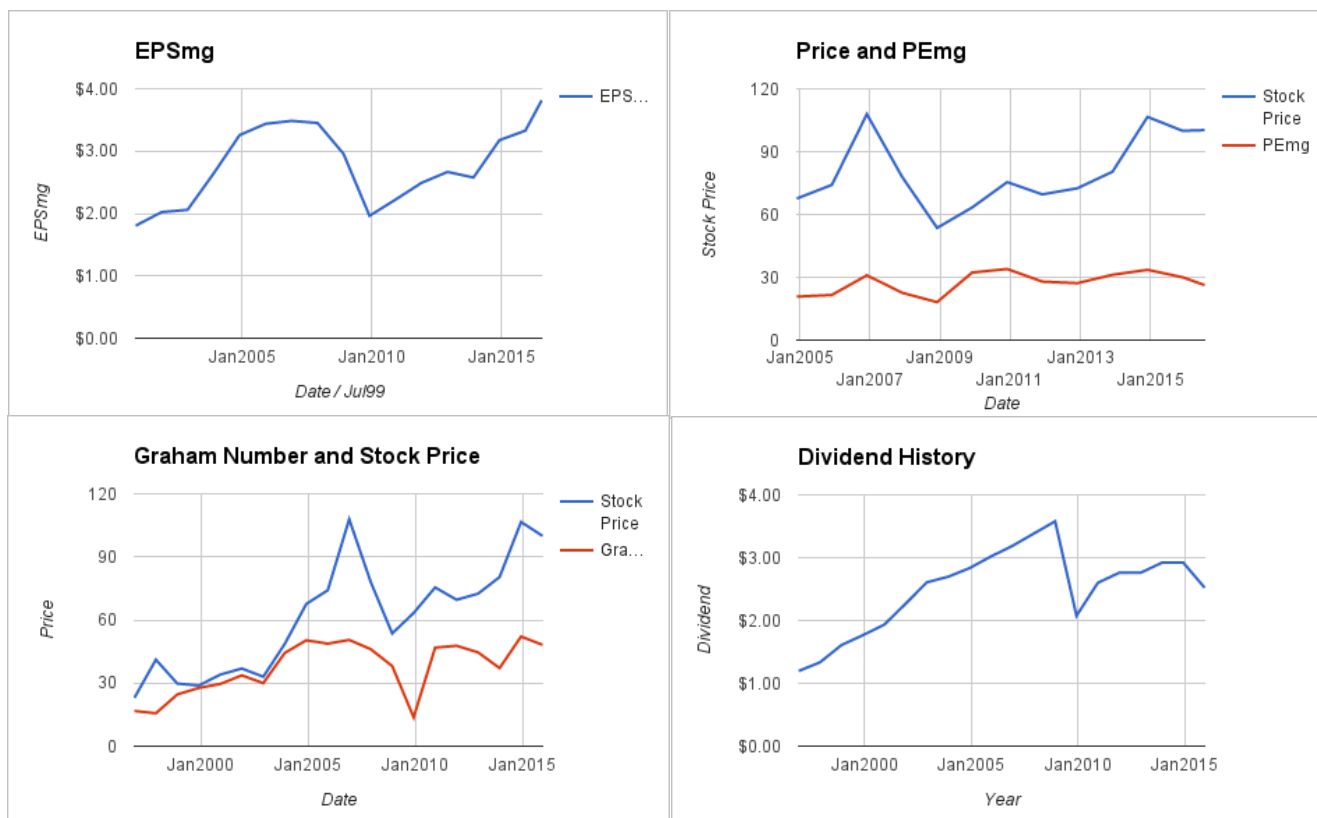 EPSmg
$4.00
$3.00
$2.00
$1.00
$0.00
EPSmg
Jan2005
Jan2010
Jan2015
Date / Jul99
EPS...
Price and PEmg
120
90
60
30
0
Stock Price
Jan2005
Jan2009
Jan2013
Jan2007
Jan2011
Jan2015
Date
Stock
Price
PEmg
Graham Number and Stock Price
120
90
60
30
0
Price
Jan2000
Jan2005
Jan2010
Jan2015
Date
Stock
Price
Gra...
Dividend History
$4.00
$3.00
$2.00
$1.00
$0.00
Dividend
Jan2000
Jan2005
Jan2010
Jan2015
Year